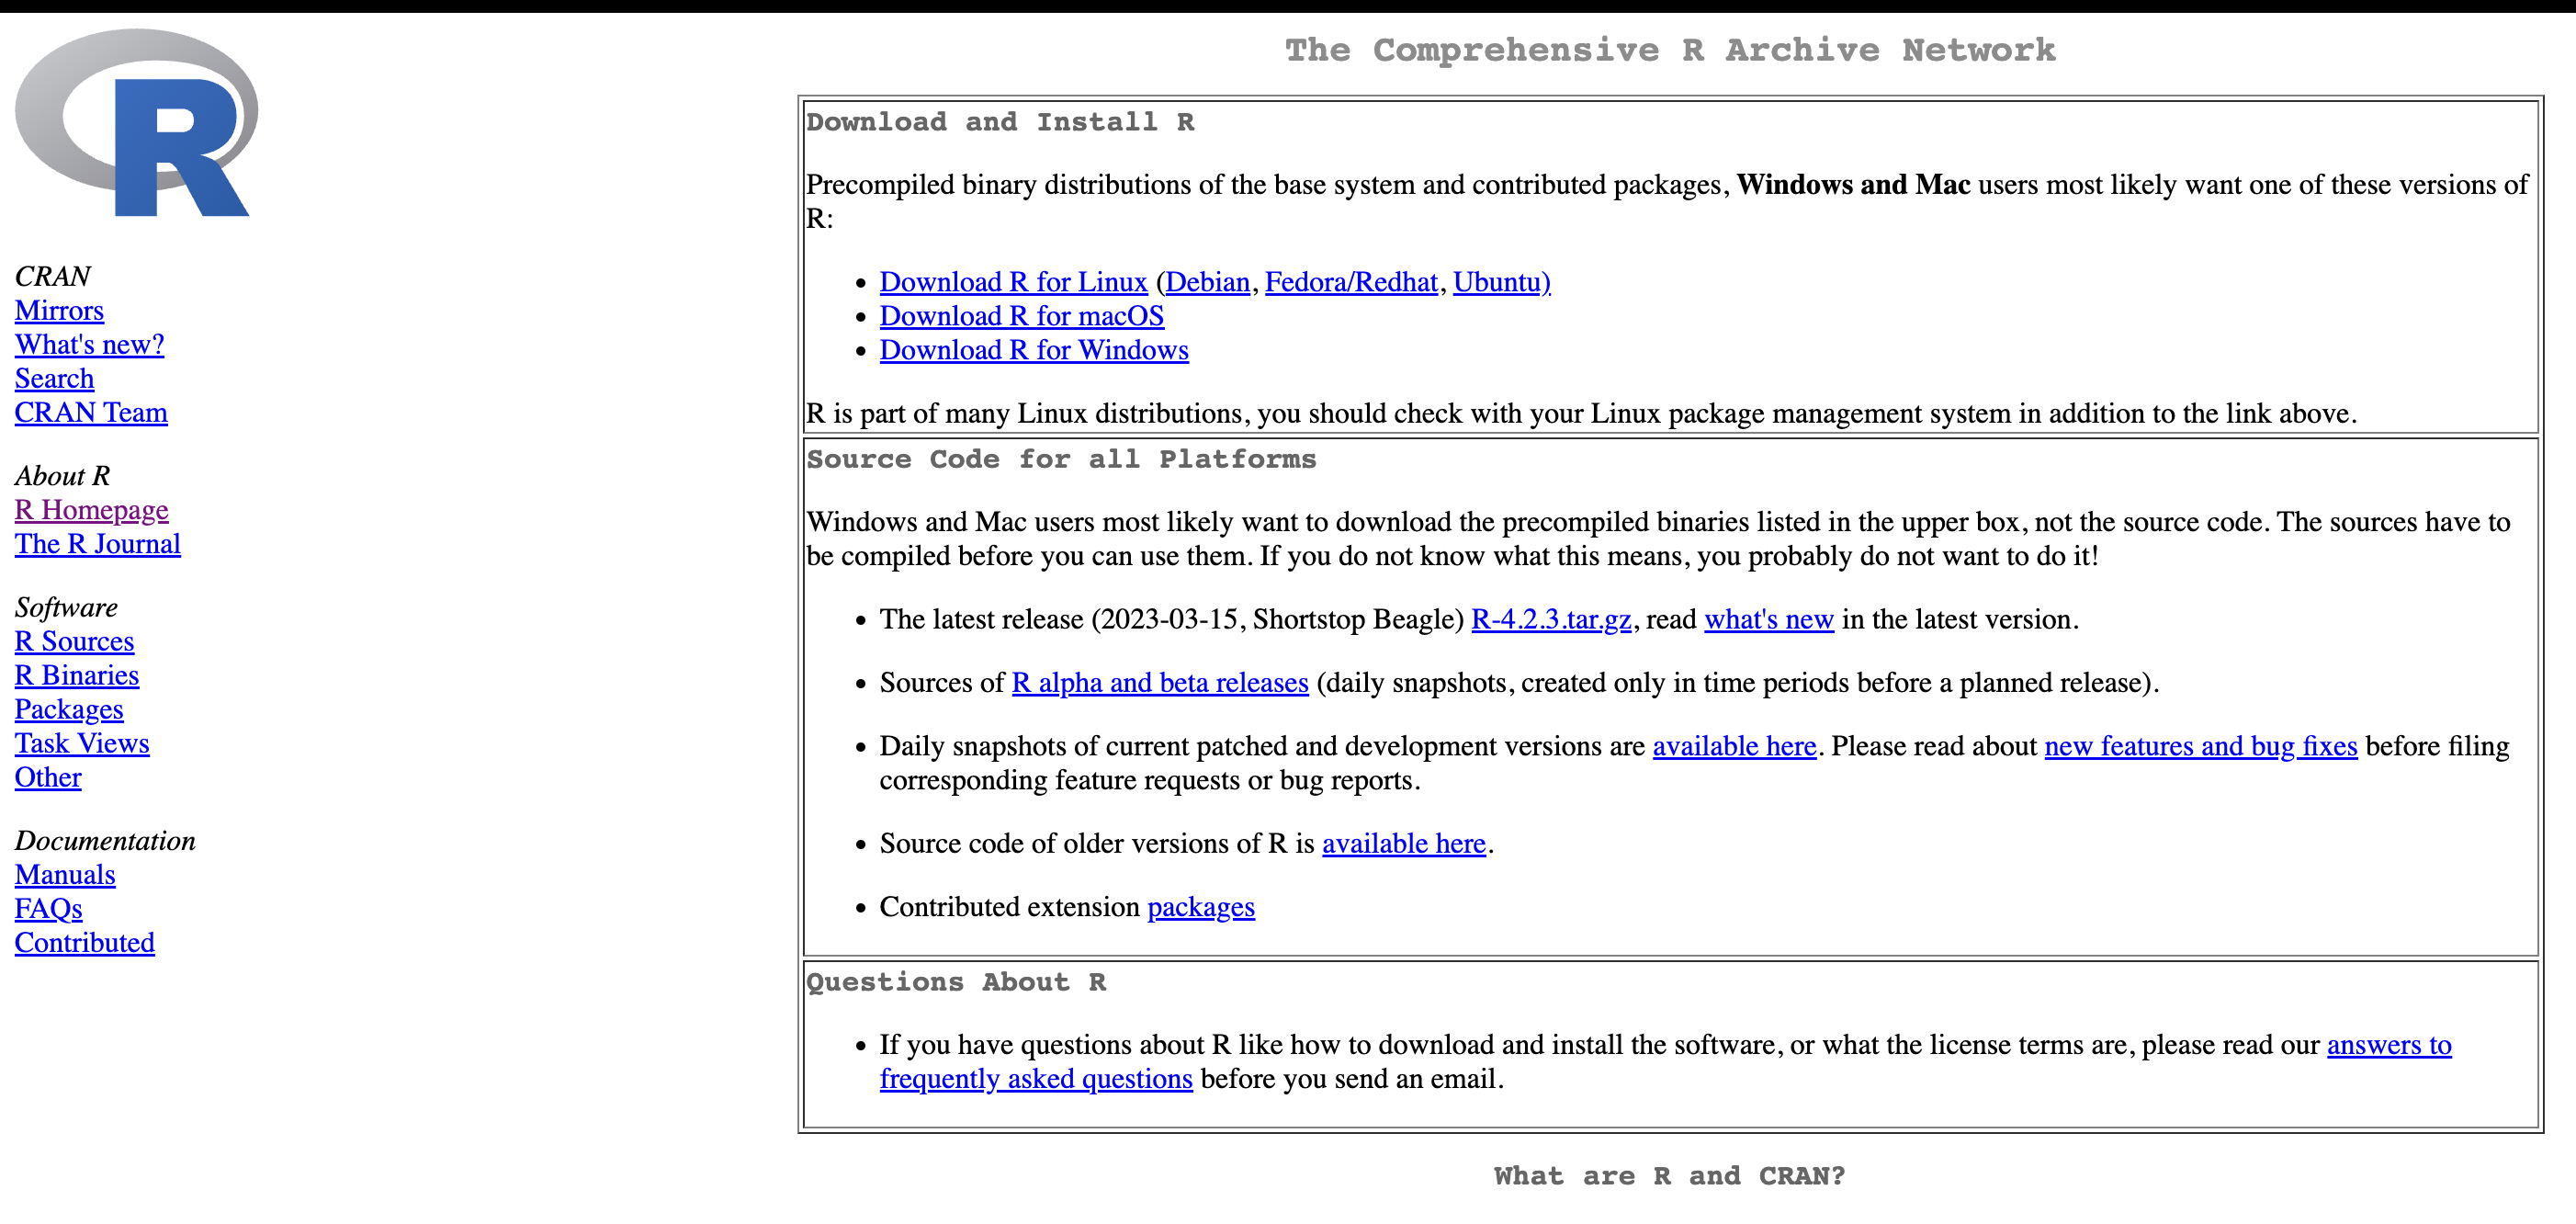 R
CRAN
Mirrors
What's new?
Search
CRAN Team
About R
R Homepage
The R Journal
Software
R Sources
R Binaries
Packages
Task Views
Other
Documentation
Manuals
FAQs
Contributed
The Comprehensive R Archive Network
Download and Install R
Precompiled binary distributions of the base system and contributed packages, Windows and Mac users most likely want one of these versions of
R:
• Download R for Linux (Debian, Fedora/Redhat, Ubuntu)
• Download R for macOS
• Download R for Windows
R is part of many Linux distributions, you should check with your Linux package management system in addition to the link above.
Source Code for all Platforms
Windows and Mac users most likely want to download the precompiled binaries listed in the upper box, not the source code. The sources have to
be compiled before you can use them. If you do not know what this means, you probably do not want to do it!
• The latest release (2023-03-15, Shortstop Beagle) R-4.2.3.tar.gz, read what's new in the latest version.
• Sources of R alpha and beta releases (daily snapshots, created only in time periods before a planned release).
• Daily snapshots of current patched and development versions are available here. Please read about new features and bug fixes before filing
corresponding feature requests or bug reports.
• Source code of older versions of R is available here.
• Contributed extension packages
Questions About R
• If you have questions about R like how to download and install the software, or what the license terms are, please read our answers to
frequently asked questions before you send an email.
What are R and CRAN?